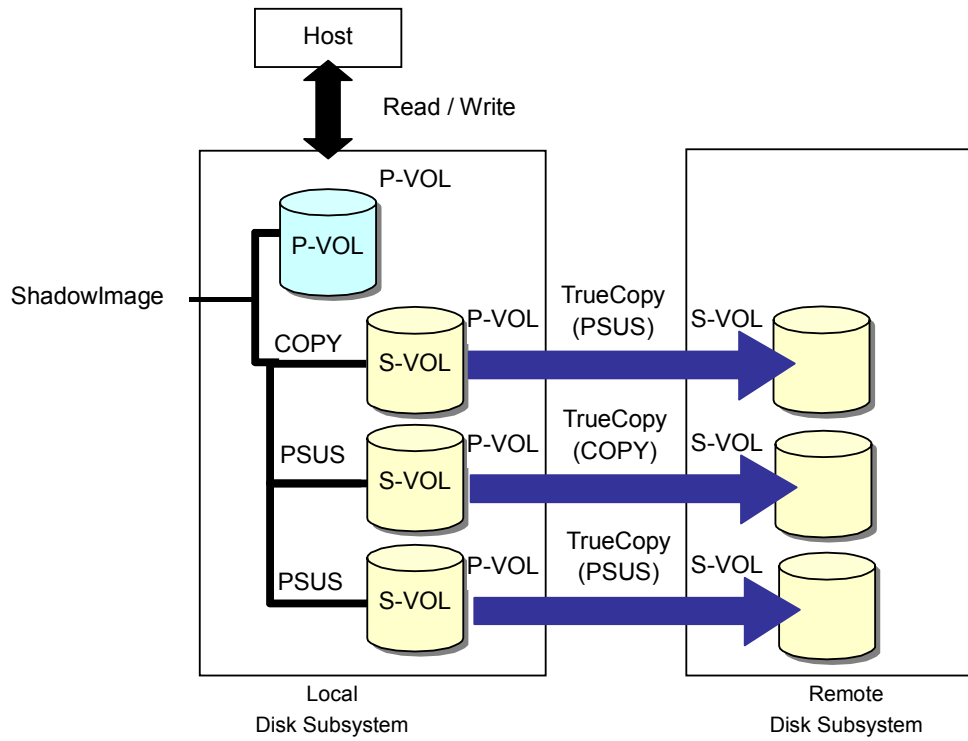 Host
Read / Write
P-VOL
P-VOL
ShadowImage
COPY
S-VOL
P-VOL
TrueCopy
(PSUS)
S-VOL
PSUS
S-VOL
P-VOL
TrueCopy
(COPY)
S-VOL
PSUS
S-VOL
P-VOL
TrueCopy
(PSUS)
S-VOL
Local
Disk Subsystem
Remote
Disk Subsystem